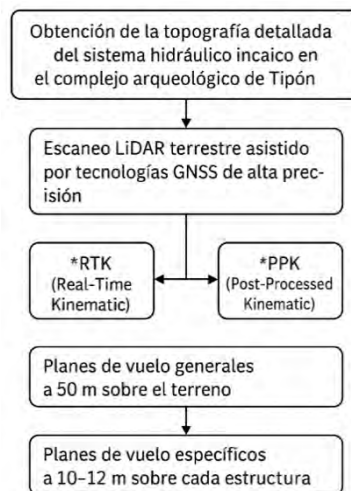 Obtención de la topografía detallada
del sistema hidráulico incaico en
el complejo arqueológico de Tipón
Escaneo LiDAR terrestre asistido
por tecnologías GNSS de alta prec-
isión
*RTK
(Real-Time
Kinematic)
*PPK
(Post-Processed
Kinematic)
Planes de vuelo generales
a 50 m sobre el terreno
Planes de vuelo específicos
a 10–12 m sobre cada estructura